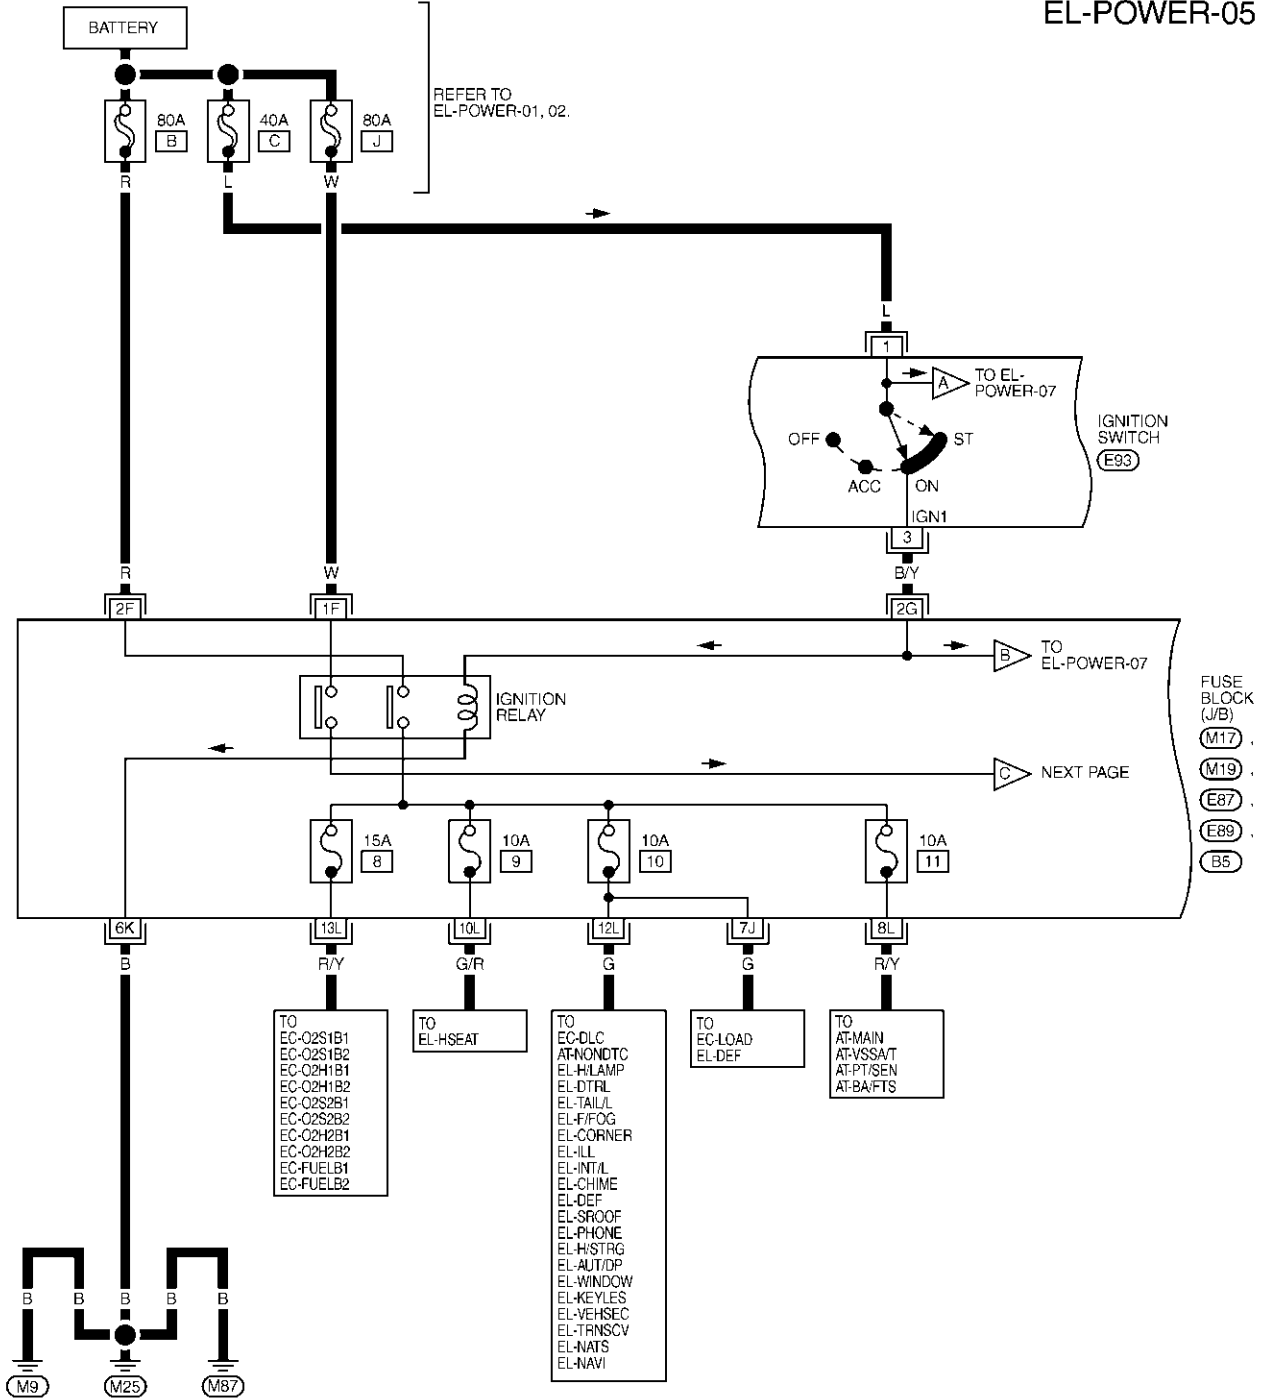 EL-POWER-05
BATTERY
80A
B
40A
C
80A
J
REFER TO
EL-POWER-01, 02.
R
L
W
L
1
A
TO EL-
POWER-07
OFF
ACC
ON
ST
IGN1
IGNITION
SWITCH
E93
3
B/Y
R
W
2F
1F
2G
B
TO
EL-POWER-07
IGNITION
RELAY
C
NEXT PAGE
FUSE
BLOCK
(J/B)
M17 ,
M19 ,
E87 ,
E89 ,
B5
15A
8
10A
9
10A
10
10A
11
6K
13L
10L
12L
7J
8L
B
R/Y
G/R
G
G
R/Y
TO
EC-O2S1B1
EC-O2S1B2
EC-O2H1B1
EC-O2H1B2
EC-O2S2B1
EC-O2S2B2
EC-O2H2B1
EC-O2H2B2
EC-FUELB1
EC-FUELB2
TO
EL-HSEAT
TO
EC-DLC
AT-NONDTC
EL-H/LAMP
EL-DTRL
EL-TAIL/L
EL-F/FOG
EL-CORNER
EL-ILL
EL-INT/L
EL-CHIME
EL-DEF
EL-SROOF
EL-PHONE
EL-H/STRG
EL-AUT/DP
EL-WINDOW
EL-KEYLES
EL-VEHSEC
EL-TRNSCV
EL-NATS
EL-NAVI
TO
EC-LOAD
EL-DEF
TO
AT-MAIN
AT-VSSA/T
AT-PT/SEN
AT-BA/FTS
B
B
B
B
B
M9
M25
M87